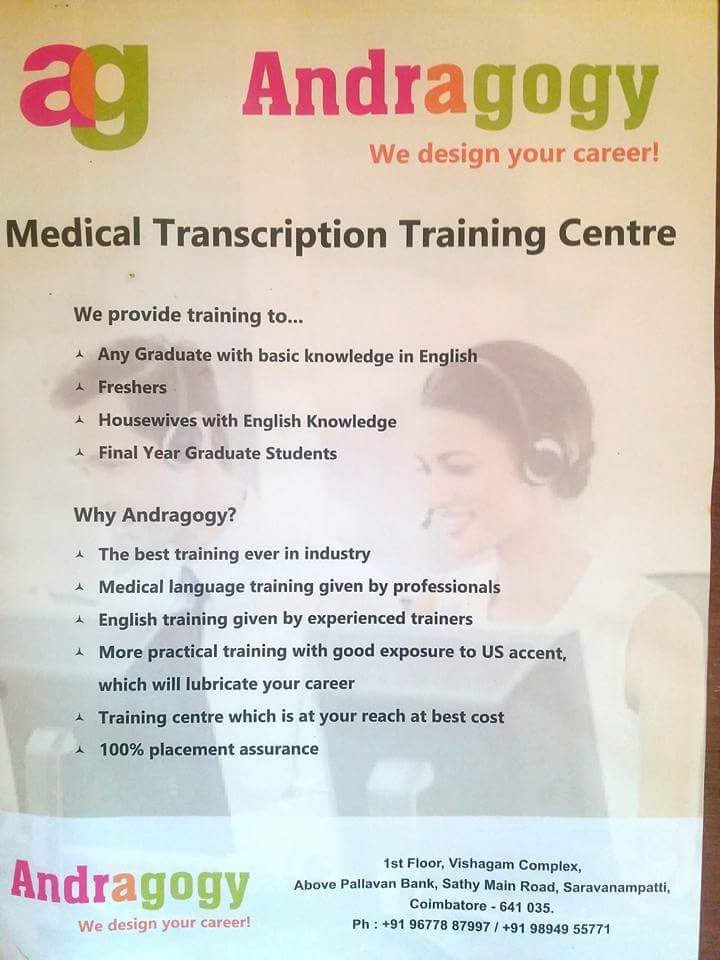 ag Andragogy
We design your career!
Medical Transcription Training Centre
We provide training to...
Any Graduate with basic knowledge in English
Freshers
Housewives with English Knowledge
Final Year Graduate Students
Why Andragogy?
The best training ever in industry
Medical language training given by professionals
English training given by experienced trainers
More practical training with good exposure to US accent,
which will lubricate your career
Training centre which is at your reach at best cost
100% placement assurance
Andragogy
We design your career!
1st Floor, Vishagam Complex,
Above Pallavan Bank, Sathy Main Road, Saravanampatti,
Coimbatore - 641 035.
Ph : +91 96778 87997 / +91 98949 55771